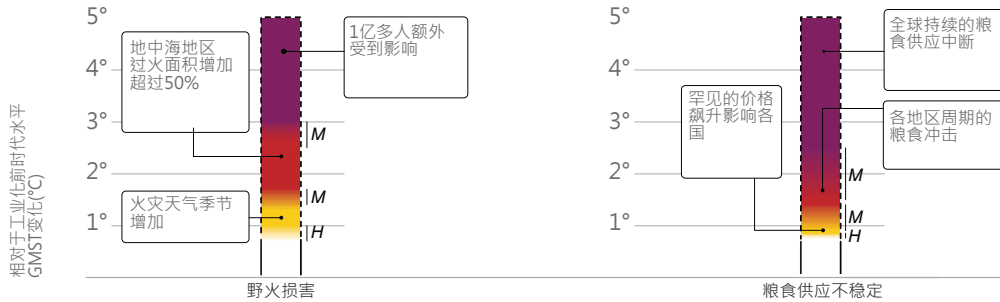 相对于工业化前时代水平
GMST变化(°C)
5°
4°
3°
2°
1°
地中海地区
过火面积增加
超过50%
1亿多人额外
受到影响
火灾天气季节
增加
M
M
H
野火损害
5°
4°
3°
2°
1°
罕见的价格
飙升影响各
国
全球持续的粮
食供应中断
各地区周期的
粮食冲击
M
M
H
粮食供应不稳定